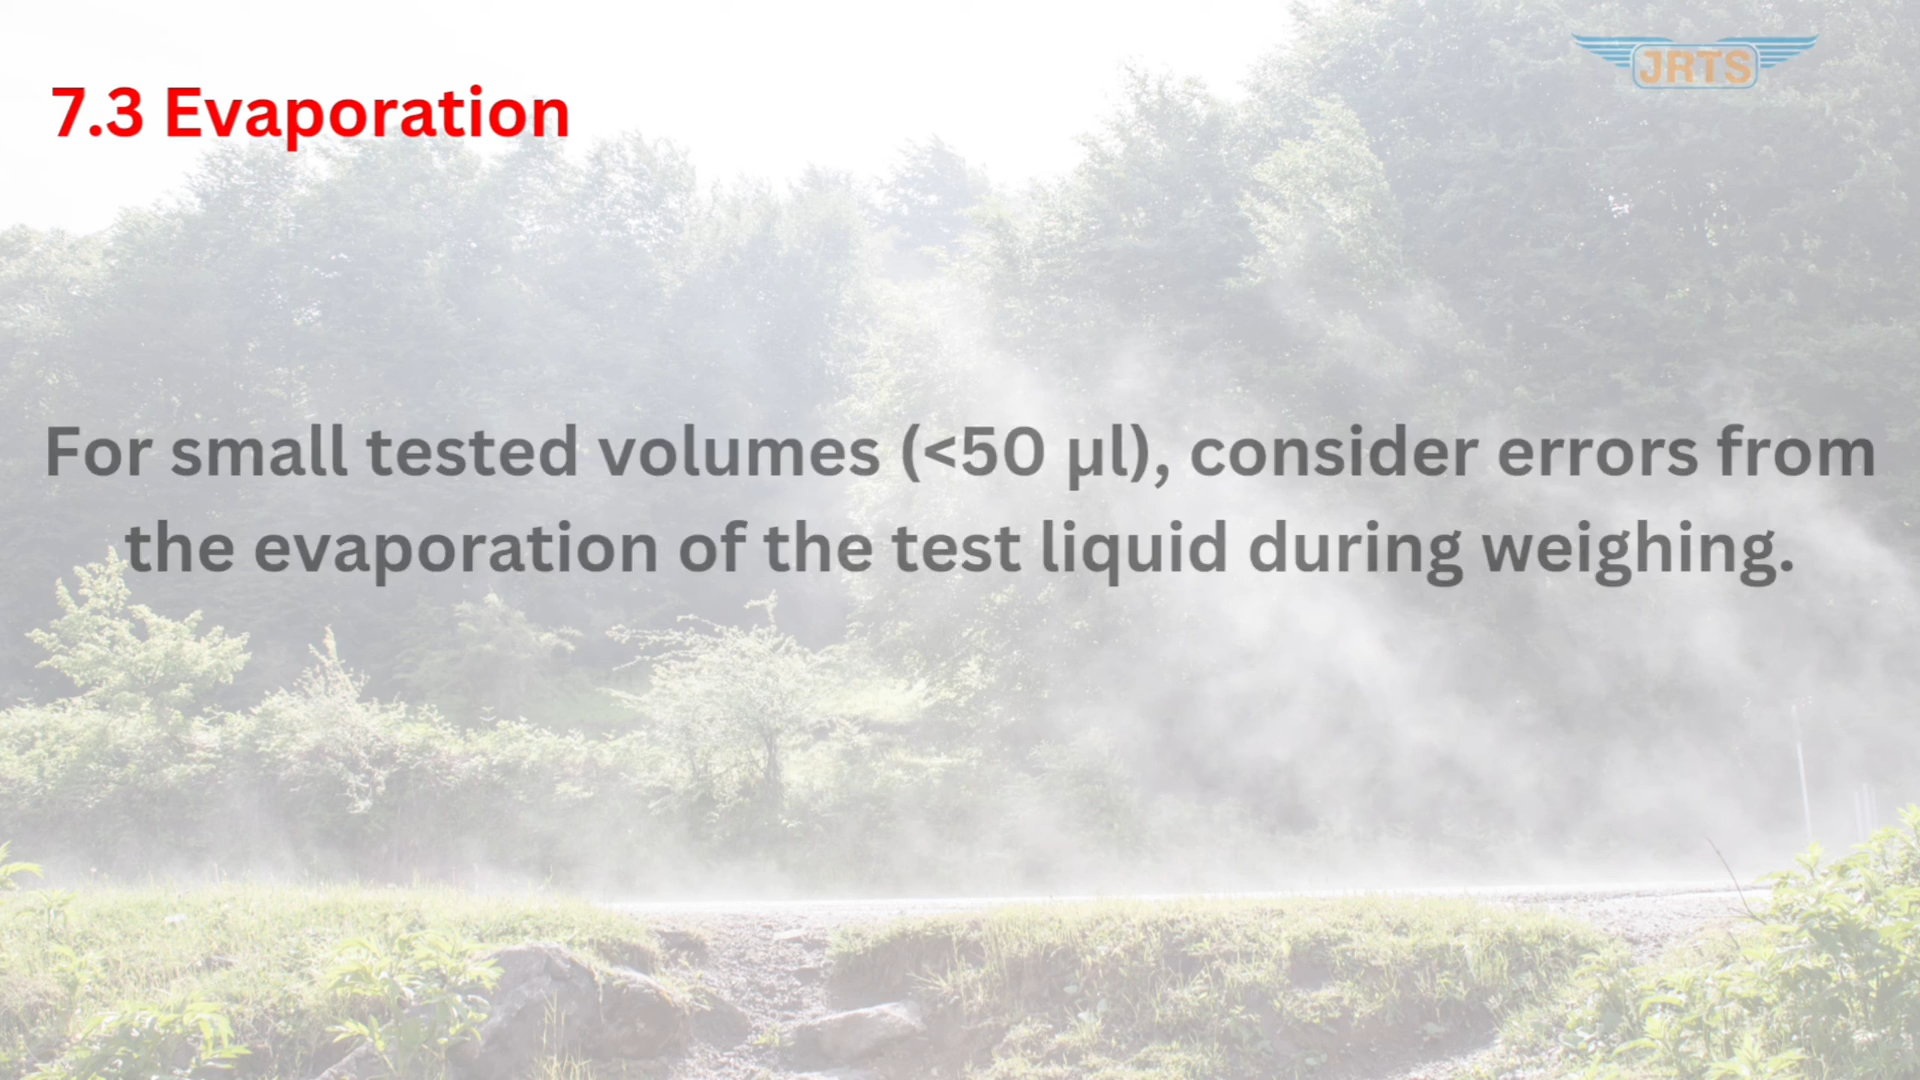 JRTS
7.3 Evaporation
For small tested volumes (<50 µl), consider errors from
the evaporation of the test liquid during weighing.